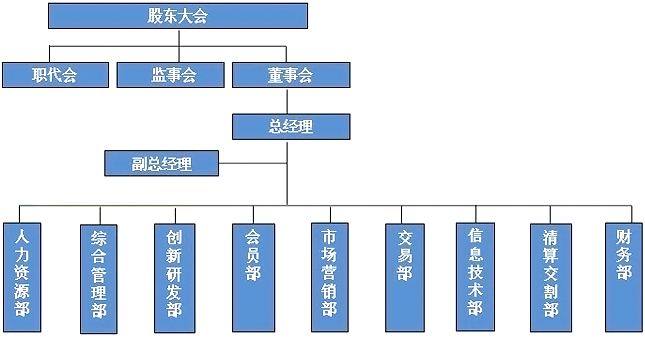 股东大会
职代会
监事会
董事会
总经理
副总经理
人力资源部
综合管理部
创新研发部
会员部
市场营销部
交易部
信息技术部
清算交割部
财务部